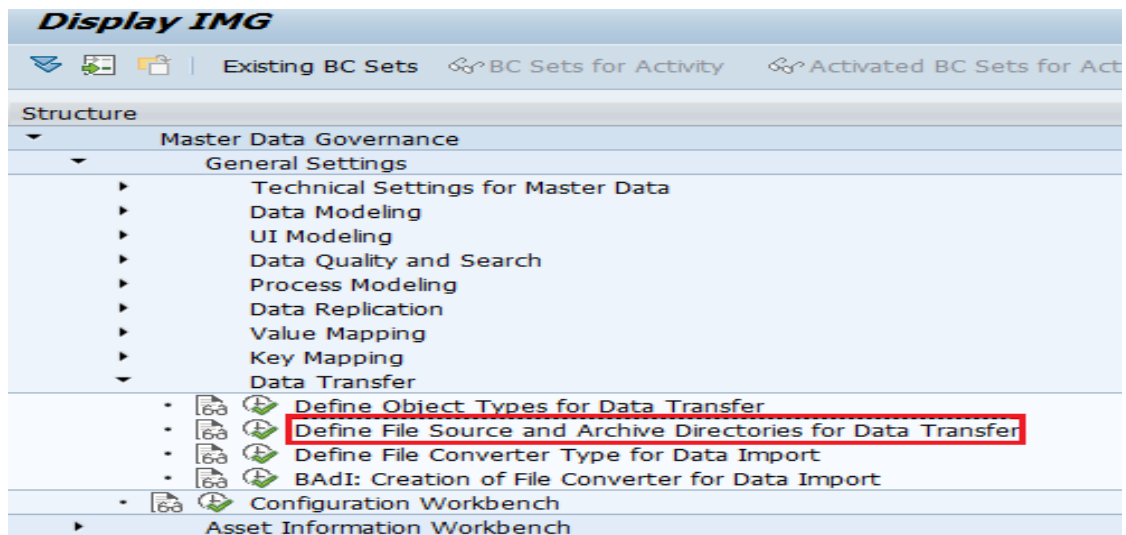 Display IMG
Existing BC Sets BC Sets for Activity Activated BC Sets for Act
Structure
Master Data Governance
General Settings
Technical Settings for Master Data
Data Modeling
UI Modeling
Data Quality and Search
Process Modeling
Data Replication
Value Mapping
Key Mapping
Data Transfer
Define Object Types for Data Transfer
Define File Source and Archive Directories for Data Transfer
Define File Converter Type for Data Import
BAdI: Creation of File Converter for Data Import
Configuration Workbench
Asset Information Workbench